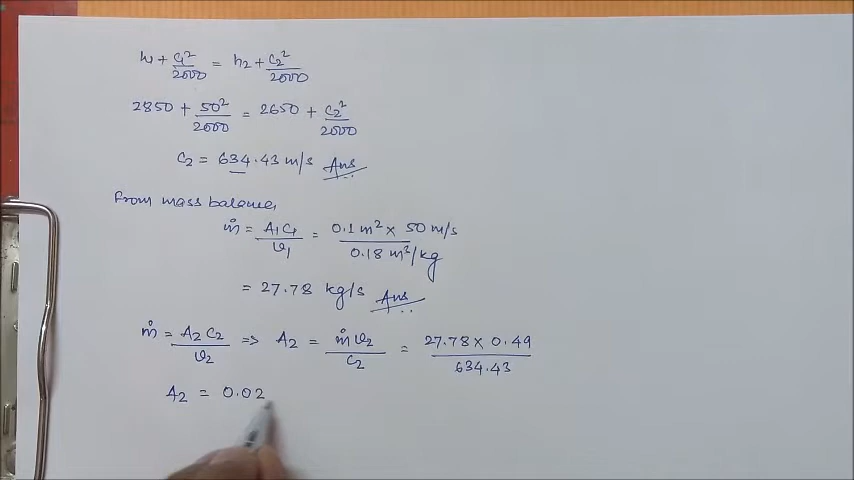 h1 + C1²/2000 = h2 + C2²/2000
2850 + 50²/2000 = 2650 + C2²/2000
C2 = 634.43 m/s Ans
From mass balance,
ṁ = A1C1/v1 = 0.1 m² × 50 m/s / 0.18 m³/kg
= 27.78 kg/s Ans
ṁ = A2C2/v2 => A2 = ṁv2/C2 = 27.78 × 0.49/634.43
A2 = 0.02